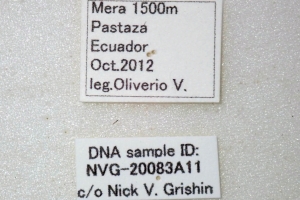 Mera 1500m
Pastaza
Ecuador
Oct.2012
leg.Oliverio V.
DNA sample ID:
NVG-20083A11
c/o Nick V. Grishin